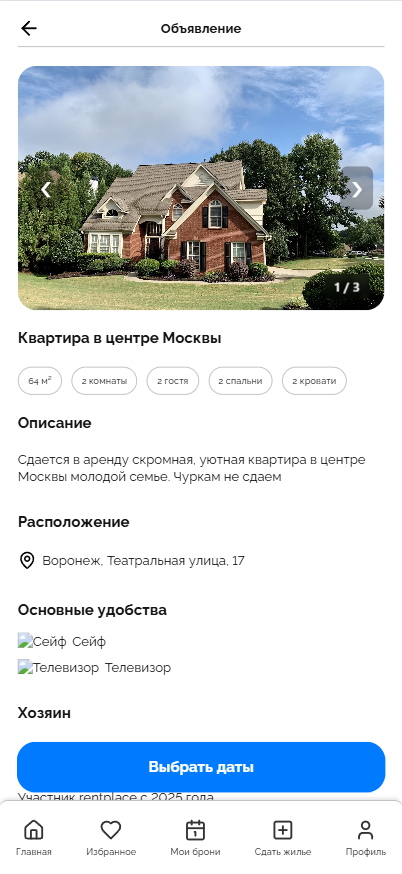 Объявление
1 / 3
Квартира в центре Москвы
64 м²
2 комнаты
2 гостя
2 спальни
2 кровати
Описание
Сдается в аренду скромная, уютная квартира в центре
Москвы молодой семье. Чуркам не сдаем
Расположение
Воронеж, Театральная улица, 17
Основные удобства
Сейф Сейф
Телевизор Телевизор
Хозяин
Выбрать даты
Участник rentplace с 2025 года
Главная
Избранное
1
Мои брони
Сдать жилье
Профиль